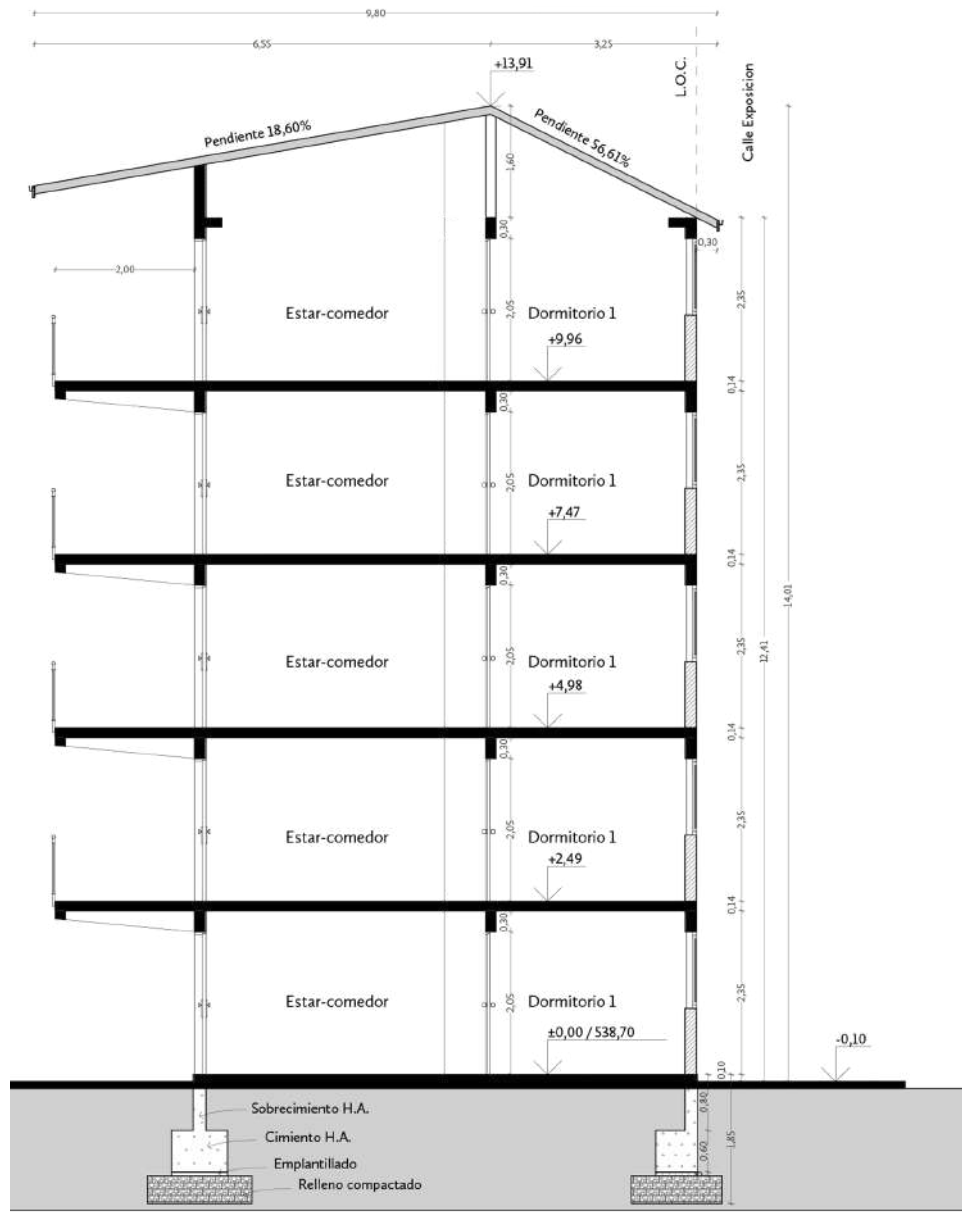 9,80
6,55
3,25
+13,91
L.O.C.
Calle Exposicion
Pendiente 18,60%
Pendiente 56,61%
1,60
0,30
0,30
2,00
2,35
Estar-comedor
2,05
Dormitorio 1
+9,96
0,14
0,30
2,35
Estar-comedor
2,05
Dormitorio 1
+7,47
0,14
0,30
14,01
2,35
12,41
Estar-comedor
2,05
Dormitorio 1
+4,98
0,14
0,30
2,35
Estar-comedor
2,05
Dormitorio 1
+2,49
0,14
0,30
2,35
Estar-comedor
2,05
Dormitorio 1
±0,00 / 538,70
-0,10
0,10
Sobrecimiento H.A.
0,80
Cimiento H.A.
1,85
0,60
Emplantillado
Relleno compactado